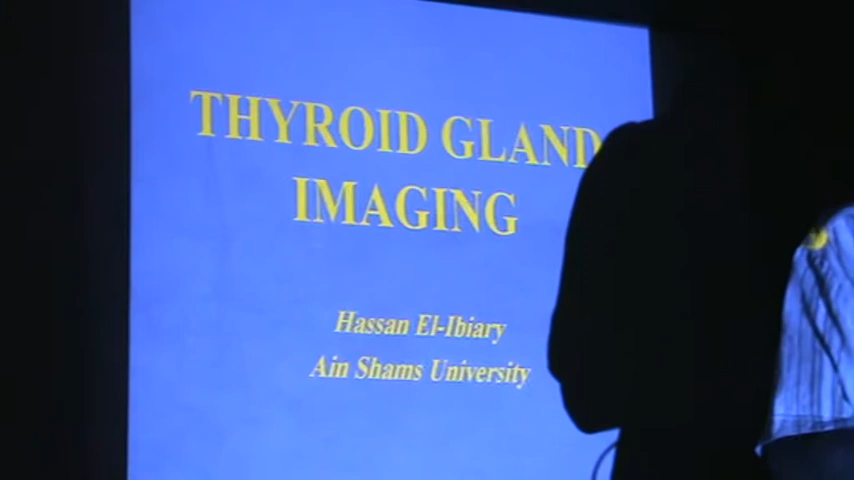 THYROID GLAND
IMAGING
Hassan El-Ibiary
Ain Shams University